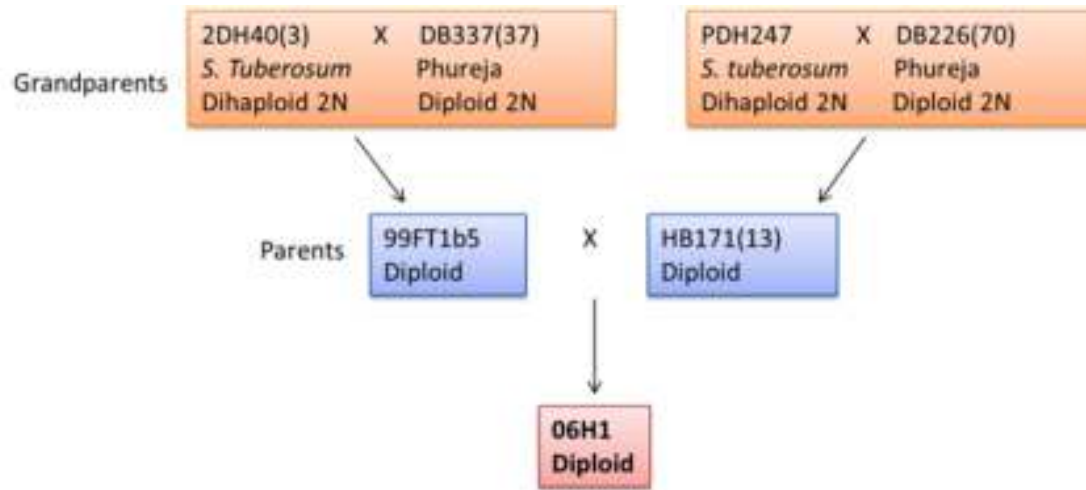 Grandparents
2DH40(3) X DB337(37)
S. Tuberosum Phureja
Dihaploid 2N Diploid 2N
PDH247 X DB226(70)
S. tuberosum Phureja
Dihaploid 2N Diploid 2N
Parents
99FT1b5
Diploid
X
HB171(13)
Diploid
06H1
Diploid